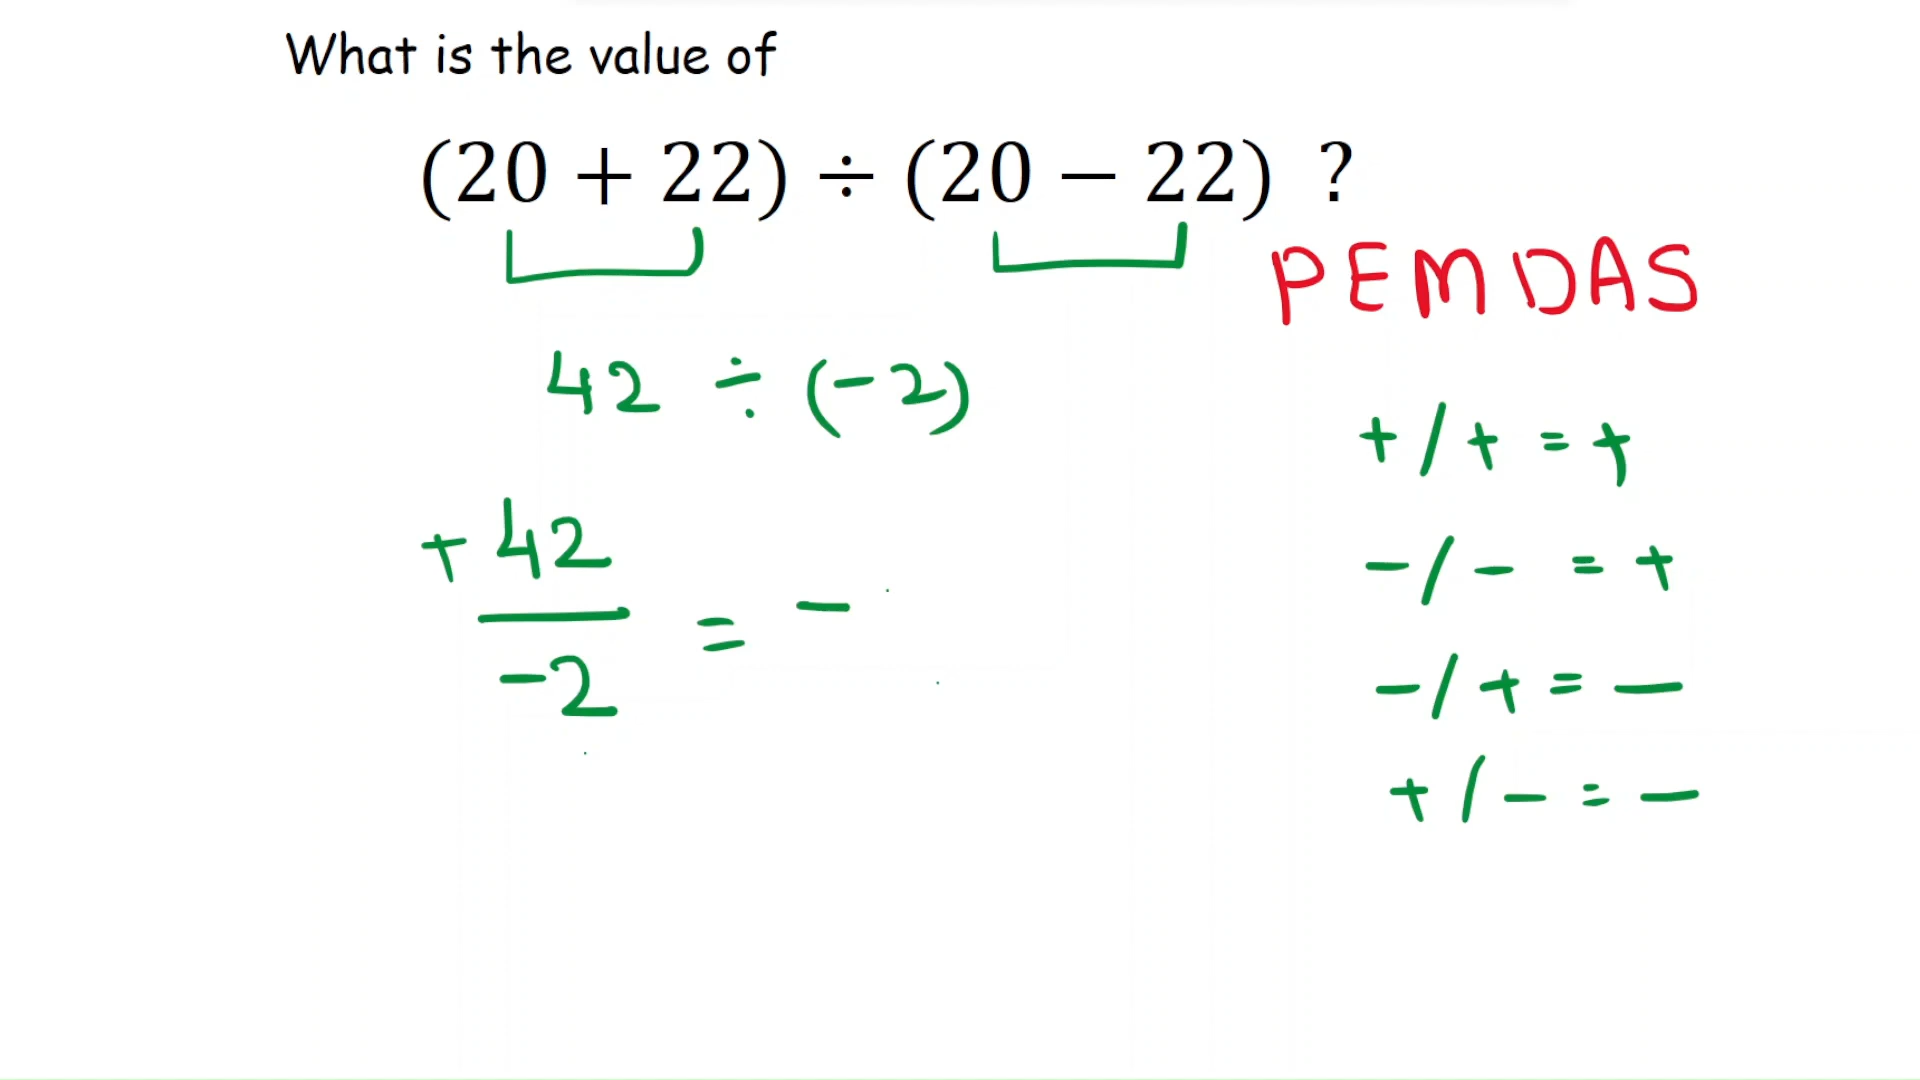 What is the value of
(20 + 22) ÷ (20 − 22) ?
PEMDAS
42 ÷ (-2)
+/+ = +
+42
-/- = +
= -
-2
-/+ = -
+/- = -